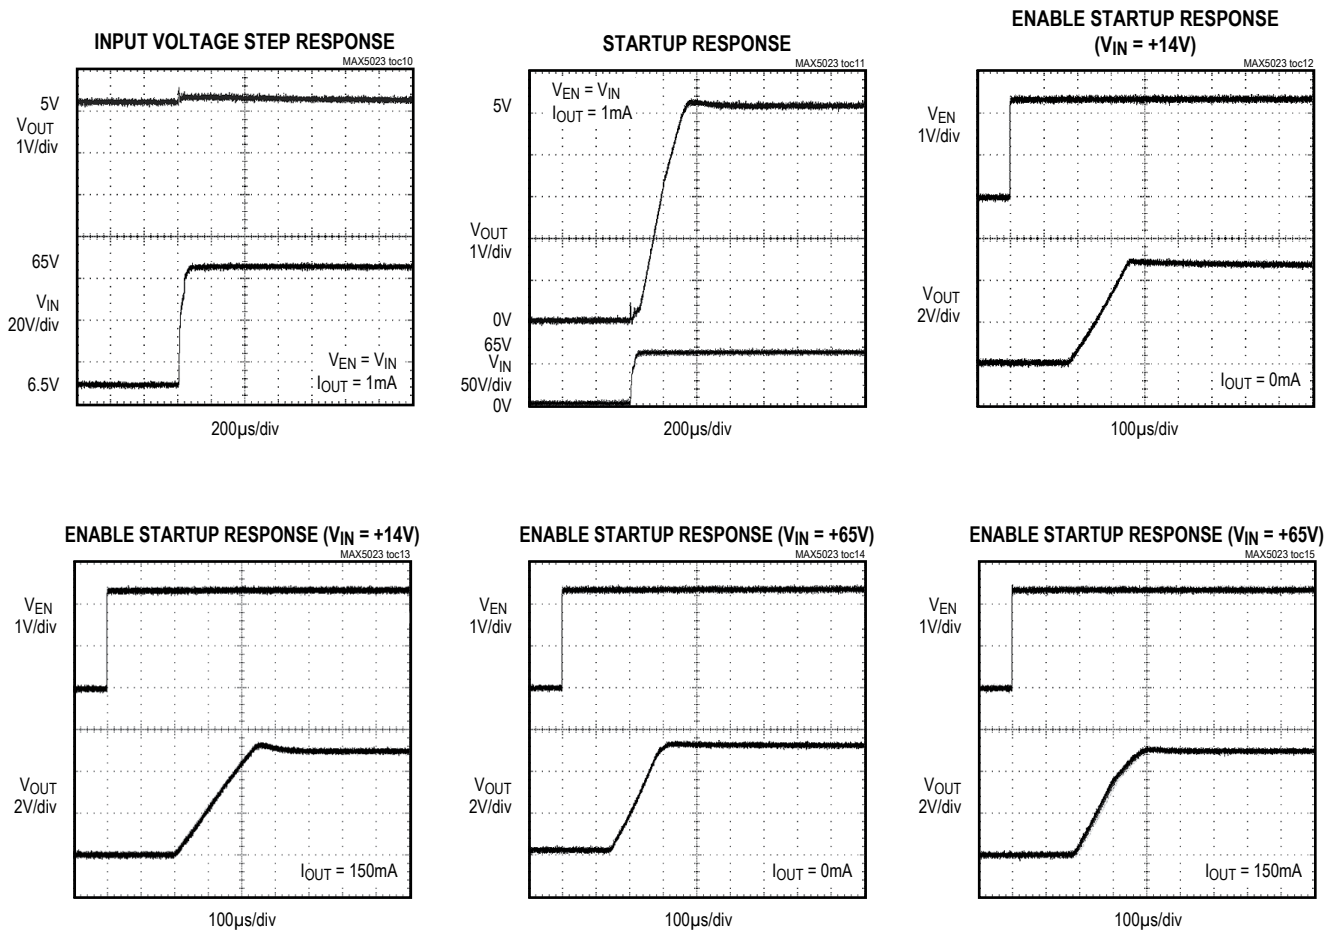 INPUT VOLTAGE STEP RESPONSE
MAX5023 toc10
5V
VOUT
1V/div
65V
VIN
20V/div
6.5V
VEN = VIN
IOUT = 1mA
200µs/div
STARTUP RESPONSE
MAX5023 toc11
VEN = VIN
IOUT = 1mA
5V
VOUT
1V/div
0V
65V
VIN
50V/div
0V
200µs/div
ENABLE STARTUP RESPONSE
(VIN = +14V)
MAX5023 toc12
VEN
1V/div
VOUT
2V/div
IOUT = 0mA
100µs/div
ENABLE STARTUP RESPONSE (VIN = +14V)
MAX5023 toc13
VEN
1V/div
VOUT
2V/div
IOUT = 150mA
100µs/div
ENABLE STARTUP RESPONSE (VIN = +65V)
MAX5023 toc14
VEN
1V/div
VOUT
2V/div
IOUT = 0mA
100µs/div
ENABLE STARTUP RESPONSE (VIN = +65V)
MAX5023 toc15
VEN
1V/div
VOUT
2V/div
IOUT = 150mA
100µs/div